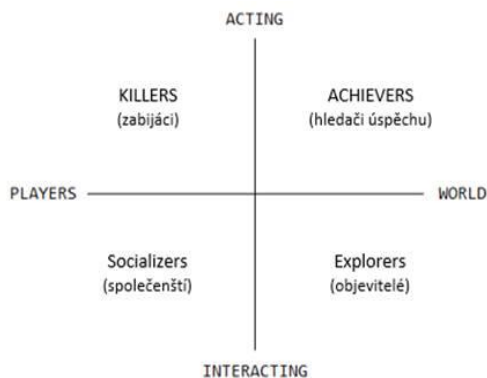 ACTING
KILLERS
(zabijáci)
ACHIEVERS
(hledači úspěchu)
PLAYERS
WORLD
Socializers
(společenští)
Explorers
(objevitelé)
INTERACTING